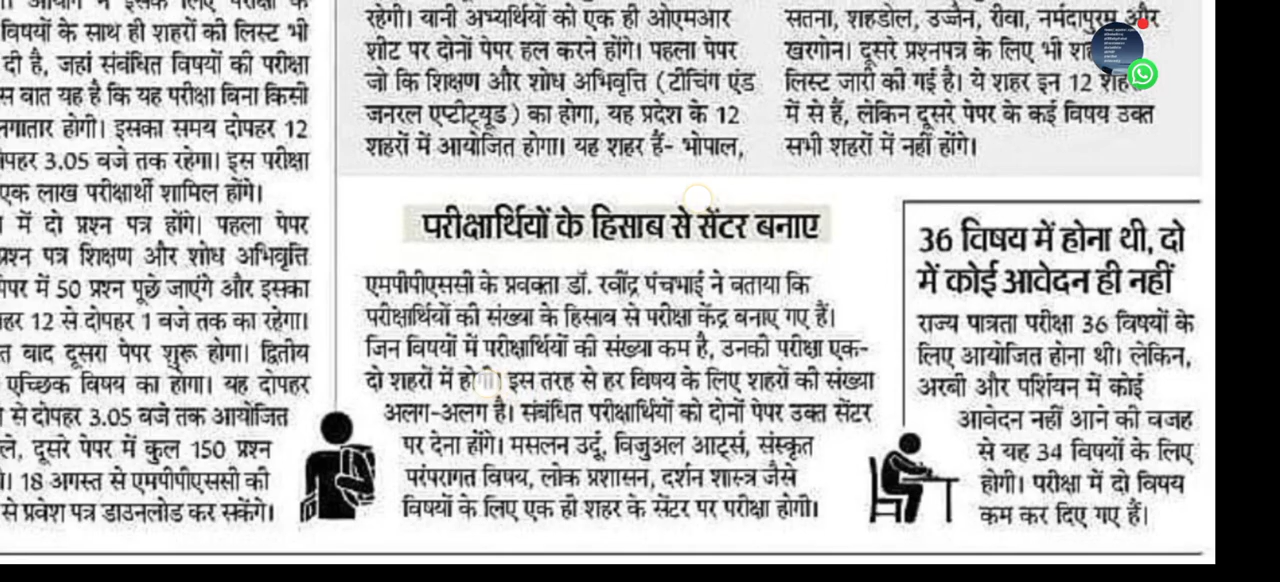 विषयों के साथ ही शहरों की लिस्ट भी
दी है, जहां संबंधित विषयों की परीक्षा
वात यह है कि यह परीक्षा बिना किसी
होगी। इसका समय दोपहर 12
3.05 बजे तक रहेगा। इस परीक्षा
एक लाख परीक्षार्थी शामिल होंगे।
में दो प्रश्न पत्र होंगे। पहला पेपर
प्रश्न पत्र शिक्षण और शोध अभिवृत्ति
में 50 प्रश्न पूछे जाएंगे और इसका
12 से दोपहर 1 बजे तक का रहेगा।
वाद दूसरा पेपर शुरू होगा। द्वितीय
एच्छिक विषय का होगा। यह दोपहर
से दोपहर 3.05 बजे तक आयोजित
दूसरे पेपर में कुल 150 प्रश्न
18 अगस्त से एमपीपीएससी की
से प्रवेश पत्र डाउनलोड कर सकेंगे।
रहेगी। यानी अभ्यर्थियों को एक ही ओएमआर
शीट पर दोनों पेपर हल करने होंगे। पहला पेपर
जो कि शिक्षण और शोध अभिवृत्ति (टीचिंग एंड
जनरल एप्टीट्यूड) का होगा, यह प्रदेश के 12
शहरों में आयोजित होगा। यह शहर हैं- भोपाल,
सतना, शहडोल, उज्जैन, रीवा, नर्मदापुरम और
खरगोन। दूसरे प्रश्नपत्र के लिए भी
लिस्ट जारी की गई है। ये शहर इन 12
में से हैं, लेकिन दूसरे पेपर के कई विषय उक्त
सभी शहरों में नहीं होंगे।
परीक्षार्थियों के हिसाब से सेंटर बनाए
एमपीपीएससी के प्रवक्ता डॉ. रवींद्र पंचभाई ने बताया कि
परीक्षार्थियों की संख्या के हिसाब से परीक्षा केंद्र बनाए गए हैं।
जिन विषयों में परीक्षार्थियों की संख्या कम है, उनकी परीक्षा एक-
दो शहरों में होगी। इस तरह से हर विषय के लिए शहरों की संख्या
अलग-अलग है। संबंधित परीक्षार्थियों को दोनों पेपर उक्त सेंटर
पर देना होंगे। मसलन उर्दू, विजुअल आर्ट्स, संस्कृत
परंपरागत विषय, लोक प्रशासन, दर्शन शास्त्र जैसे
विषयों के लिए एक ही शहर के सेंटर पर परीक्षा होगी।
36 विषय में होना थी, दो
में कोई आवेदन ही नहीं
राज्य पात्रता परीक्षा 36 विषयों के
लिए आयोजित होना थी। लेकिन,
अरबी और पर्शियन में कोई
आवेदन नहीं आने की वजह
से यह 34 विषयों के लिए
होगी। परीक्षा में दो विषय
कम कर दिए गए हैं।